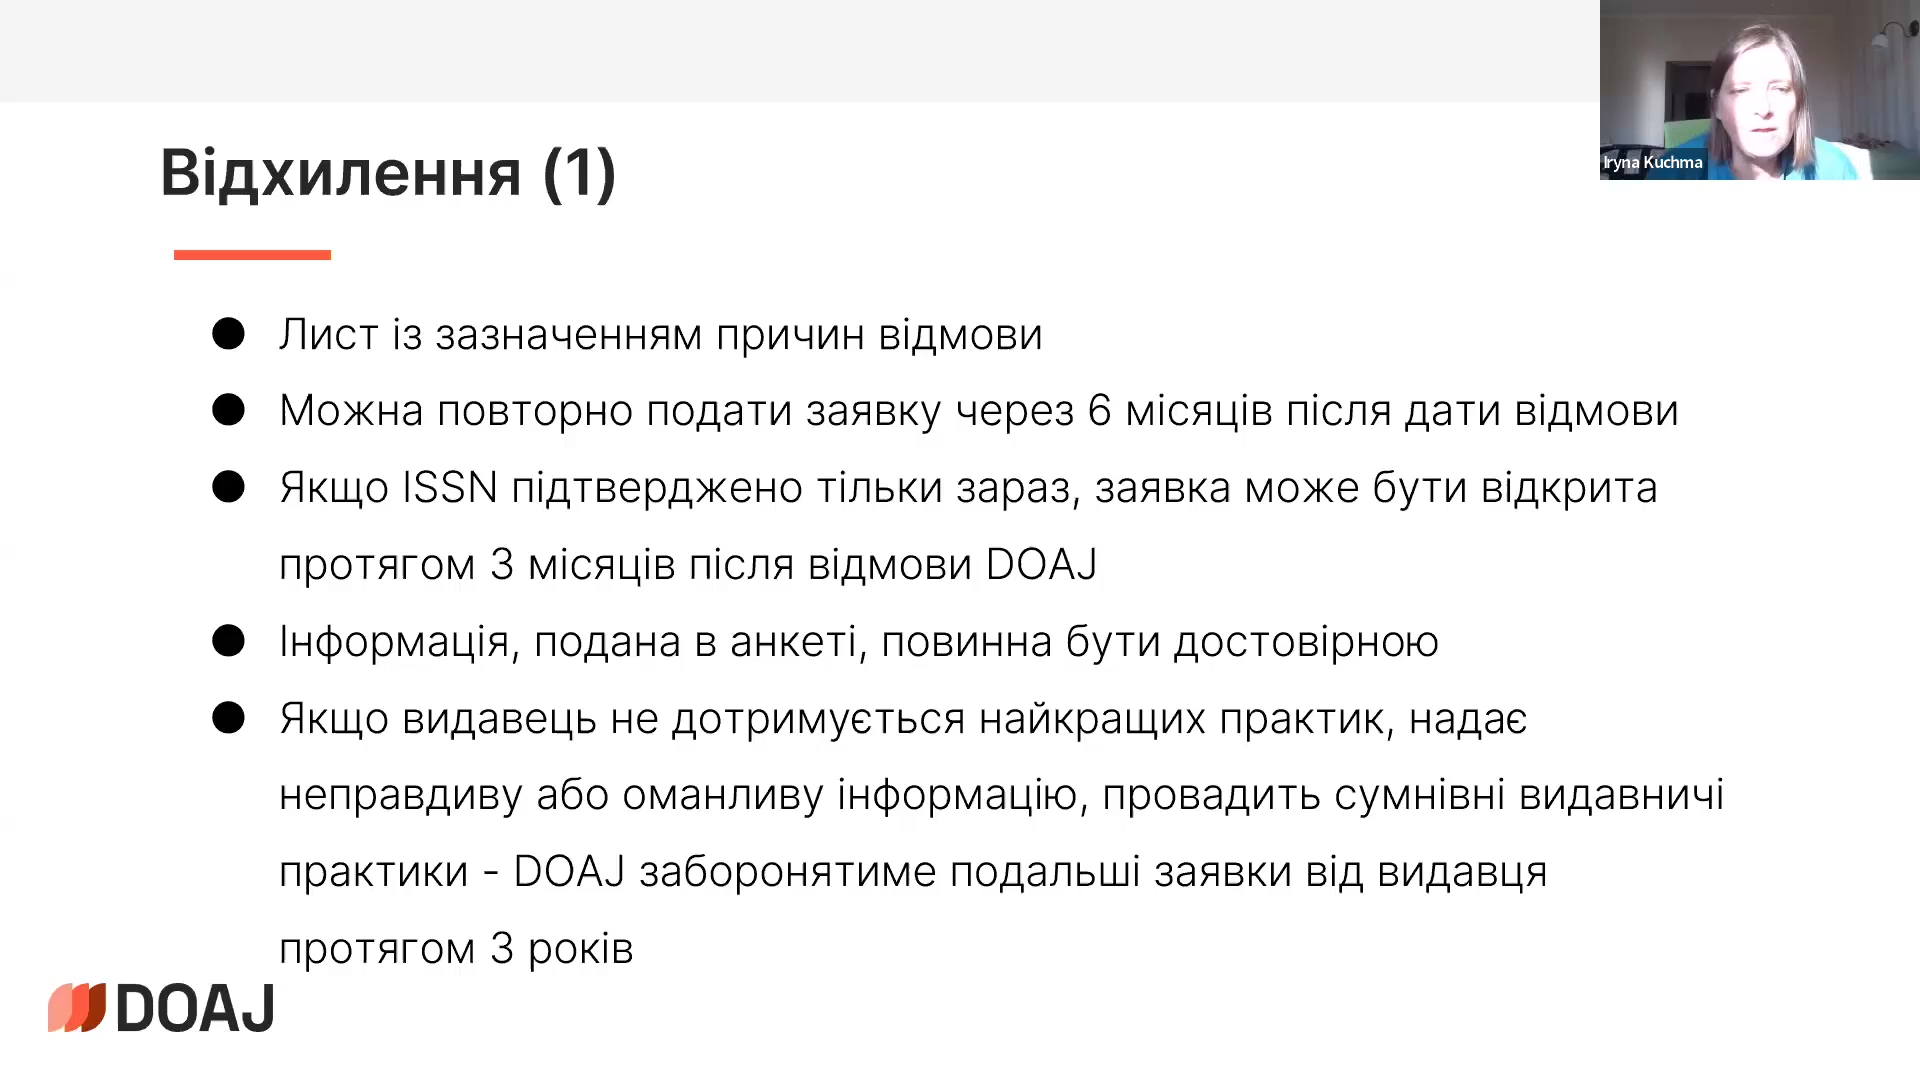 Відхилення (1)
Iryna Kuchma
● Лист із зазначенням причин відмови
● Можна повторно подати заявку через 6 місяців після дати відмови
● Якщо ISSN підтверджено тільки зараз, заявка може бути відкрита
протягом 3 місяців після відмови DOAJ
● Інформація, подана в анкеті, повинна бути достовірною
● Якщо видавець не дотримується найкращих практик, надає
неправдиву або оманливу інформацію, провадить сумнівні видавничі
практики - DOAJ заборонятиме подальші заявки від видавця
протягом 3 років
DOAJ